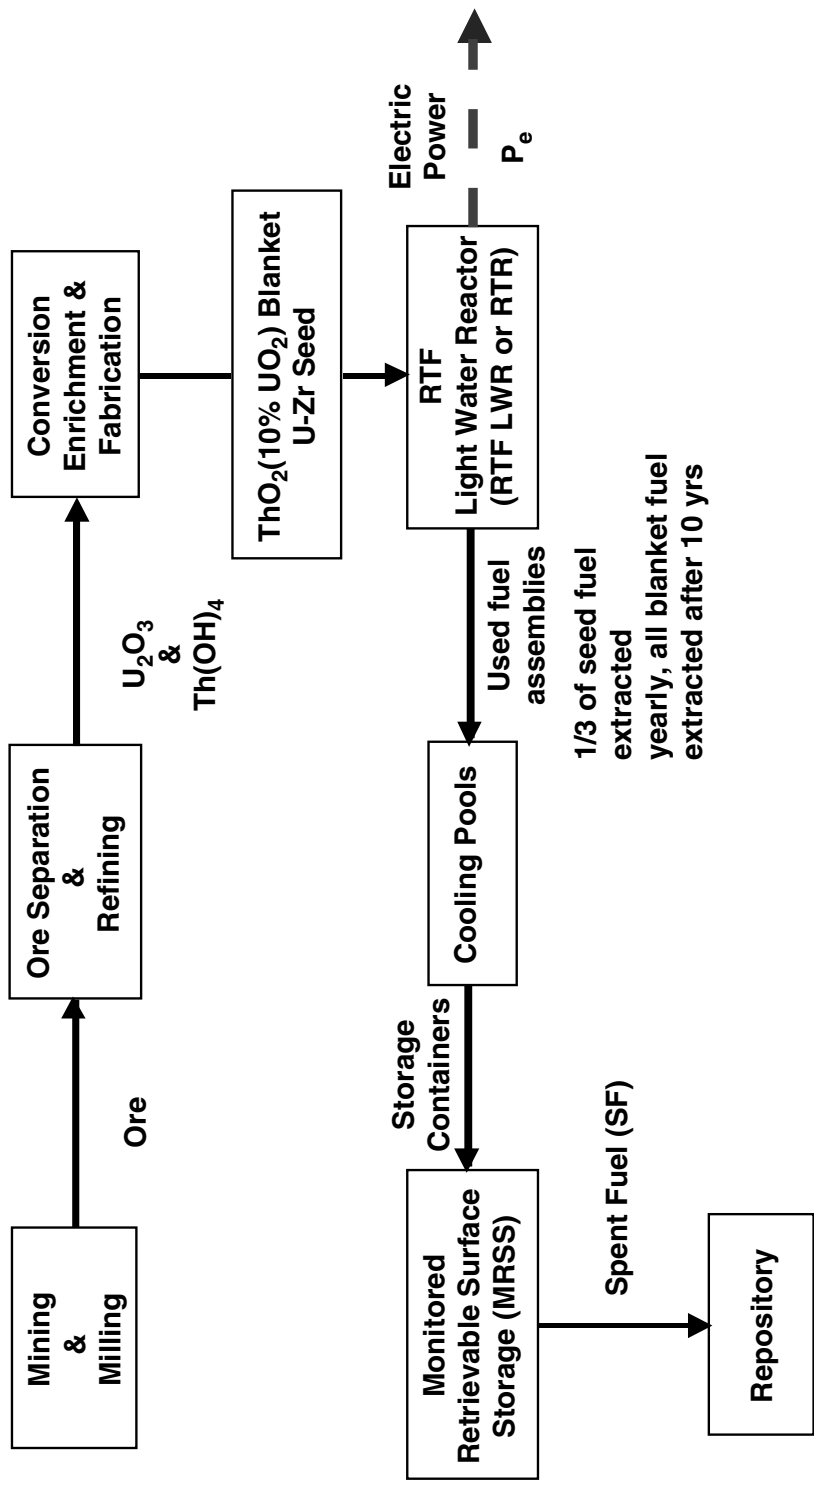 Mining
&
Milling
Ore
Ore Separation
&
Refining
U₂O₃
&
Th(OH)₄
Conversion
Enrichment &
Fabrication
ThO₂(10% UO₂) Blanket
U-Zr Seed
RTF
Light Water Reactor
(RTF LWR or RTR)
Electric
Power
Pₑ
Used fuel
assemblies
1/3 of seed fuel
extracted
yearly, all blanket fuel
extracted after 10 yrs
Cooling Pools
Storage
Containers
Monitored
Retrievable Surface
Storage (MRSS)
Spent Fuel (SF)
Repository